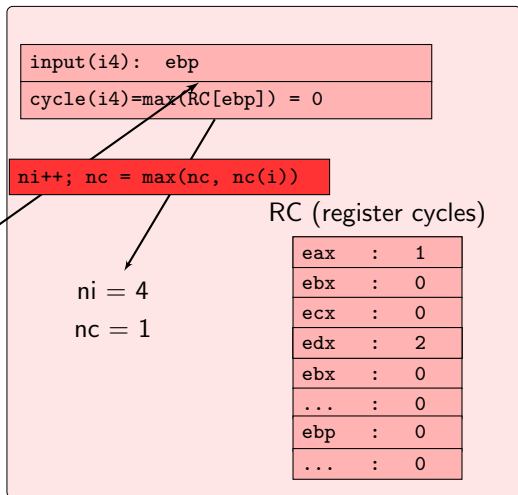 input(i4): ebp
cycle(i4)=max(RC[ebp]) = 0
ni++; nc = max(nc, nc(i))
ni = 4
nc = 1
RC (register cycles)
eax : 1
ebx : 0
ecx : 0
edx : 2
ebx : 0
... : 0
ebp : 0
... : 0